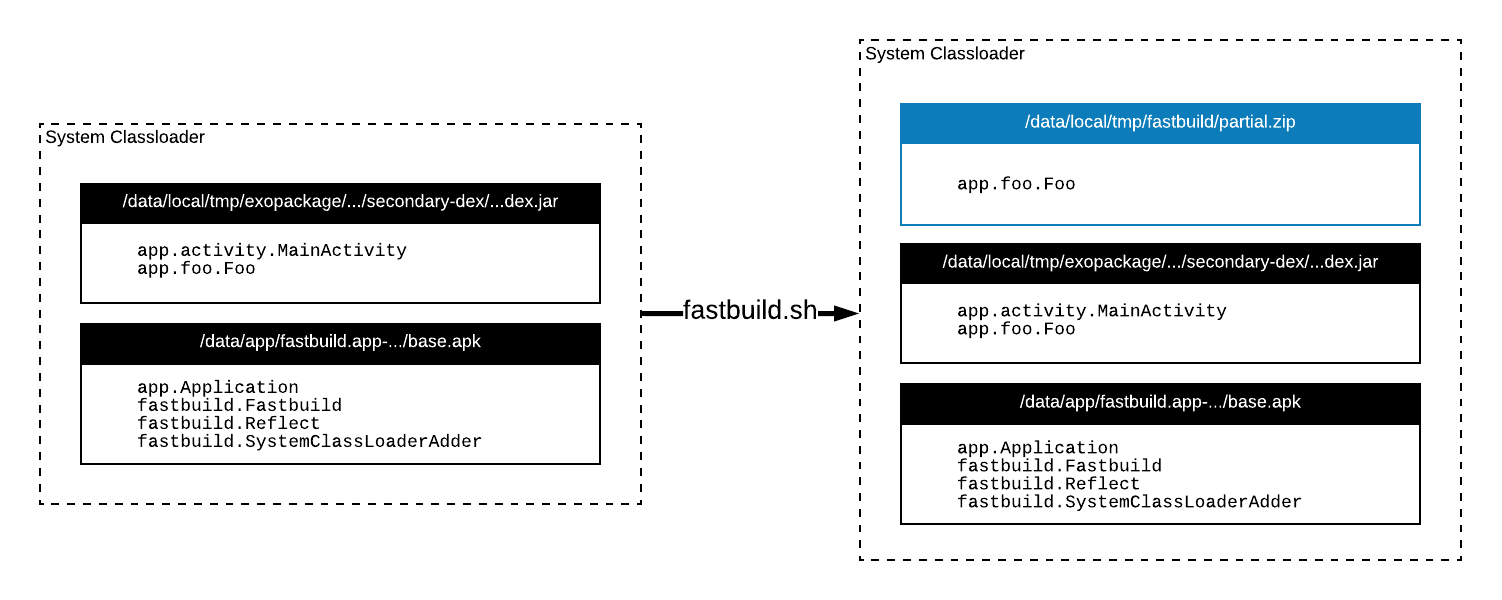 System Classloader
/data/local/tmp/exopackage/.../secondary-dex/...dex.jar
app.activity.MainActivity
app.foo.Foo
/data/app/fastbuild.app-.../base.apk
app.Application
fastbuild.Fastbuild
fastbuild.Reflect
fastbuild.SystemClassLoaderAdder
fastbuild.sh
System Classloader
/data/local/tmp/fastbuild/partial.zip
app.foo.Foo
/data/local/tmp/exopackage/.../secondary-dex/...dex.jar
app.activity.MainActivity
app.foo.Foo
/data/app/fastbuild.app-.../base.apk
app.Application
fastbuild.Fastbuild
fastbuild.Reflect
fastbuild.SystemClassLoaderAdder